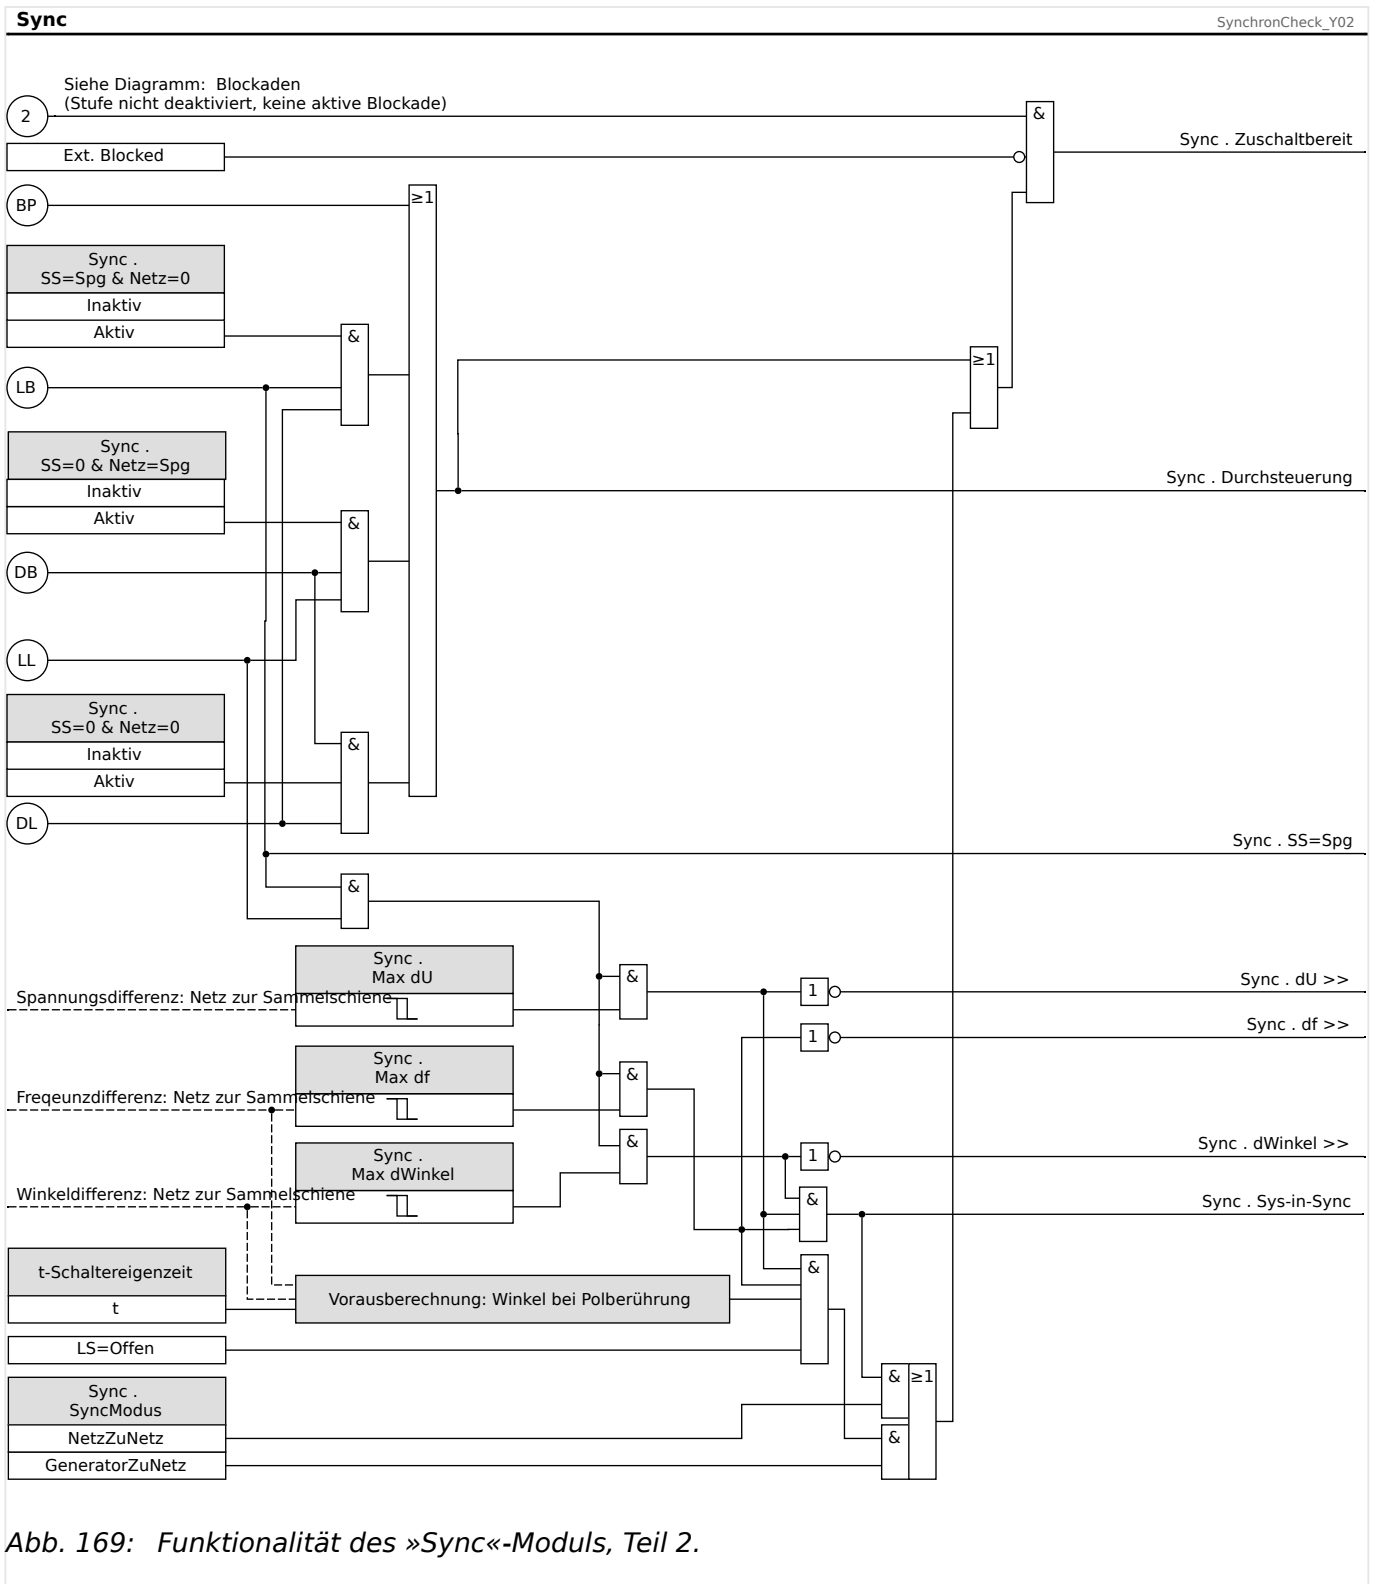 Sync
SynchronCheck_Y02
Siehe Diagramm: Blockaden
(Stufe nicht deaktiviert, keine aktive Blockade)
2
&
Sync . Zuschaltbereit
Ext. Blocked
BP
≥1
Sync .
SS=Spg & Netz=0
Inaktiv
Aktiv
&
≥1
LB
Sync .
SS=0 & Netz=Spg
Inaktiv
Aktiv
&
Sync . Durchsteuerung
DB
LL
Sync .
SS=0 & Netz=0
Inaktiv
Aktiv
&
DL
Sync . SS=Spg
&
Sync .
Max dU
Spannungsdifferenz: Netz zur Sammelschiene
&
1
Sync . dU >>
1
Sync . df >>
Sync .
Max df
Freqeunzdifferenz: Netz zur Sammelschiene
&
Sync .
Max dWinkel
Winkeldifferenz: Netz zur Sammelschiene
&
1
Sync . dWinkel >>
&
Sync . Sys-in-Sync
t-Schaltereigenzeit
t
Vorausberechnung: Winkel bei Polberührung
&
LS=Offen
Sync .
SyncModus
NetzZuNetz
GeneratorZuNetz
&
≥1
&
Abb. 169: Funktionalität des »Sync«-Moduls, Teil 2.